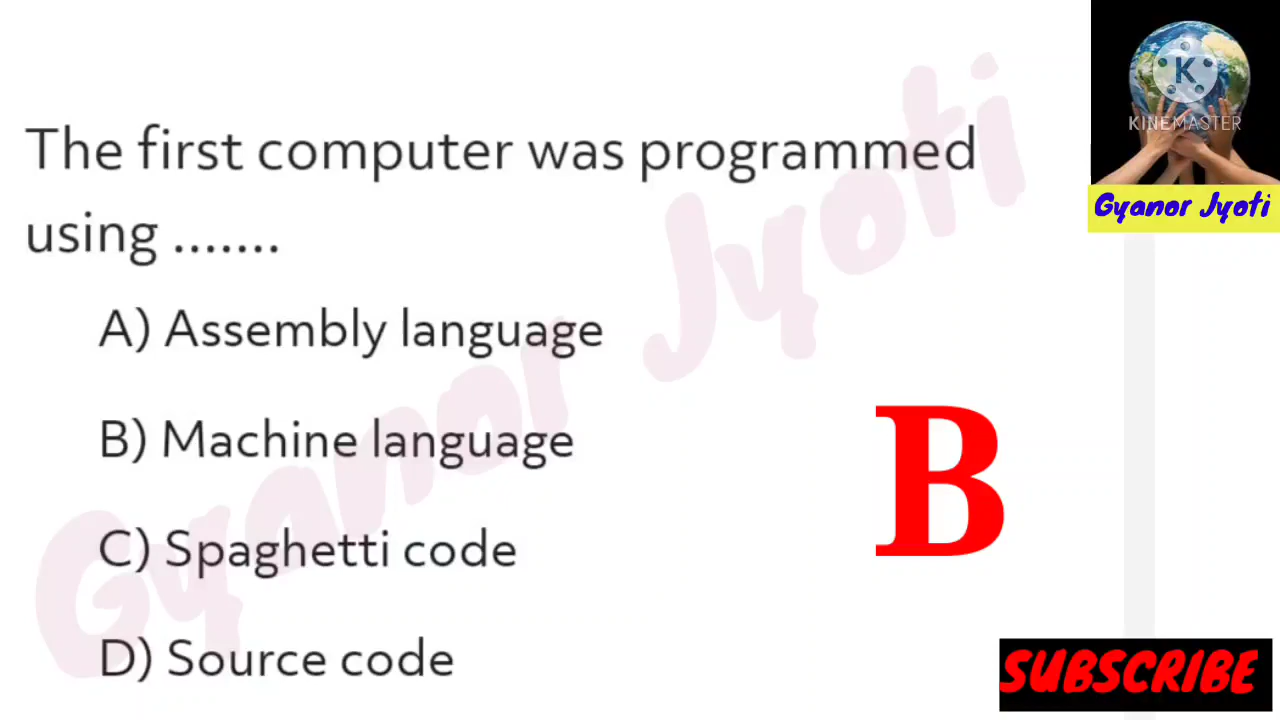 The first computer was programmed
using .......
A) Assembly language
B) Machine language
C) Spaghetti code
D) Source code
B
K
KINEMASTER
Gyanor Jyoti
Gyanor Jyoti
SUBSCRIBE